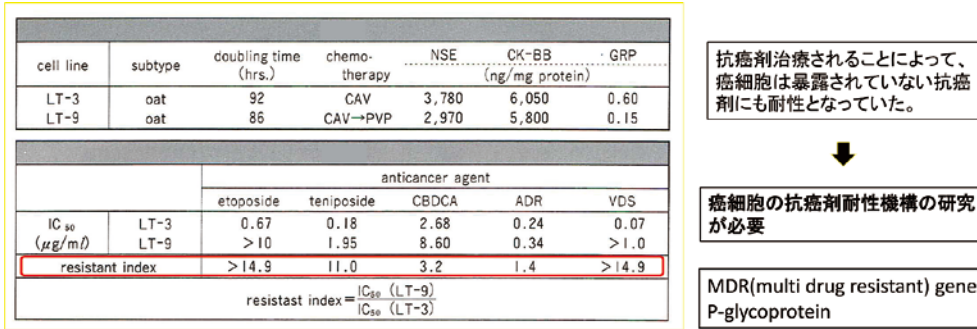 cell line subtype doubling time (hrs.) chemo-therapy NSE CK-BB · GRP
(ng/mg protein)
LT-3 oat 92 CAV 3,780 6,050 0.60
LT-9 oat 86 CAV→PVP 2,970 5,800 0.15
anticancer agent
etoposide teniposide CBDCA ADR VDS
IC₅₀ (μg/ml) LT-3 0.67 0.18 2.68 0.24 0.07
LT-9 >10 1.95 8.60 0.34 >1.0
resistant index >14.9 11.0 3.2 1.4 >14.9
resistast index=IC₅₀ (LT-9)
IC₅₀ (LT-3)
抗癌剤治療されることによって、
癌細胞は暴露されていない抗癌
剤にも耐性となっていた。
癌細胞の抗癌剤耐性機構の研究
が必要
MDR(multi drug resistant) gene
P-glycoprotein